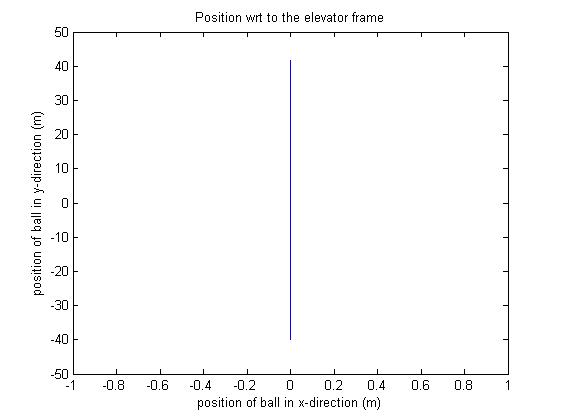 Position wrt to the elevator frame
position of ball in y-direction (m)
50
40
30
20
10
0
-10
-20
-30
-40
-50
-1 -0.8 -0.6 -0.4 -0.2 0 0.2 0.4 0.6 0.8 1
position of ball in x-direction (m)